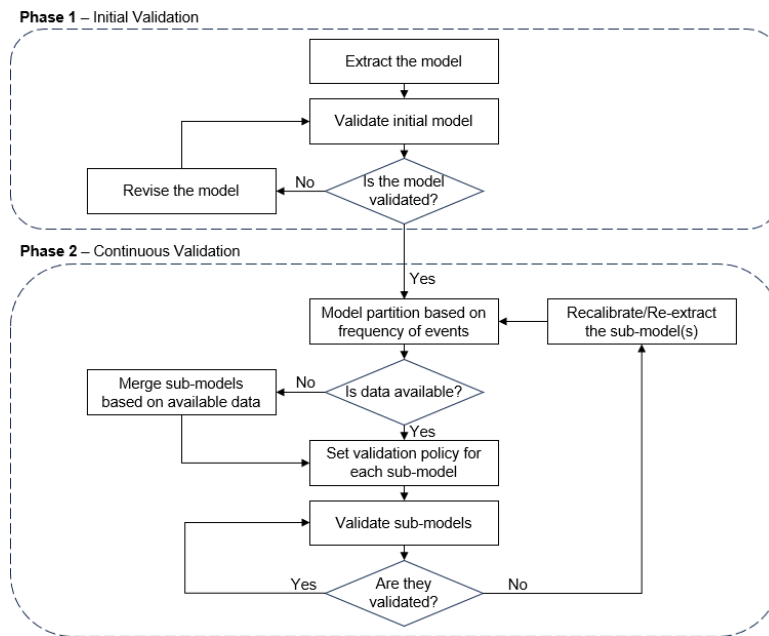 Phase 1 – Initial Validation
Extract the model
Validate initial model
Revise the model
No
Is the model
validated?
Phase 2 – Continuous Validation
Yes
Model partition based on
frequency of events
Recalibrate/Re-extract
the sub-model(s)
Merge sub-models
based on available data
No
Is data available?
Yes
Set validation policy for
each sub-model
Validate sub-models
Yes
Are they
validated?
No